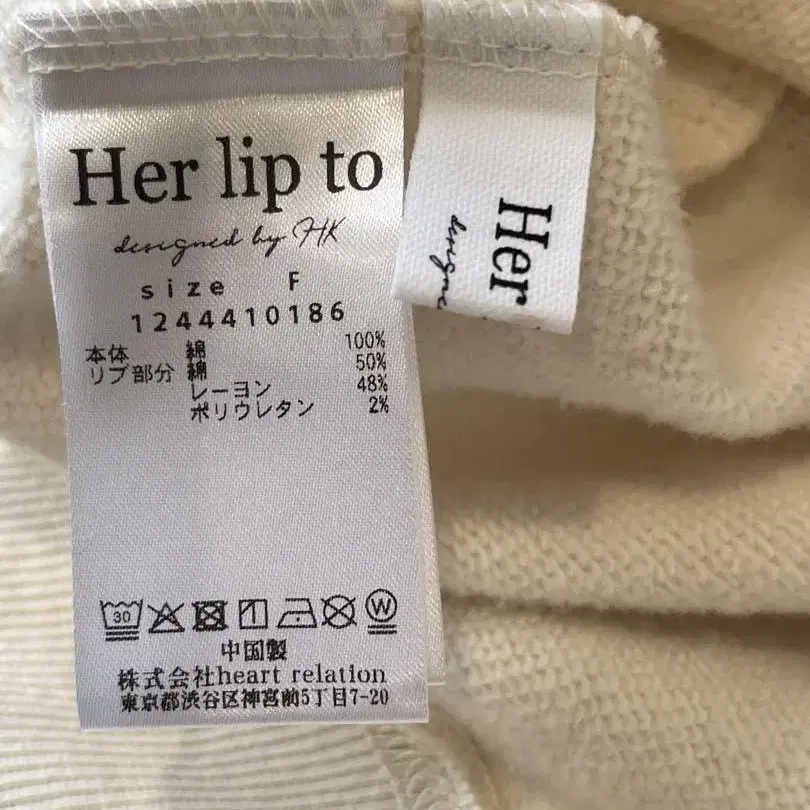 Her lip to
designed by HK
size F
1244410186
本体 綿 100%
リブ部分 綿 50%
レーヨン 48%
ポリウレタン 2%
30
W
中国製
株式会社heart relation
東京都渋谷区神宮前5丁目7-20
Her
designe